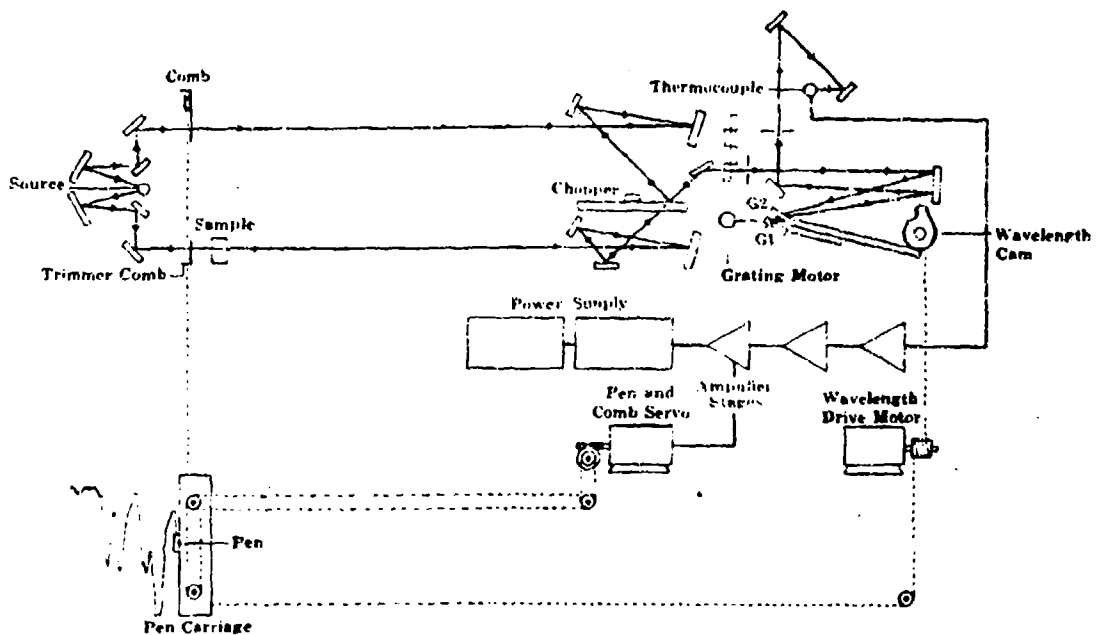 Comb
Thermocouple
Source
Chopper
G2
Sample
G1
Wavelength
Cam
Trimmer Comb
Grating Motor
Power Supply
Amplifier
Stages
Pen and
Comb Servo
Wavelength
Drive Motor
Pen
Pen Carriage